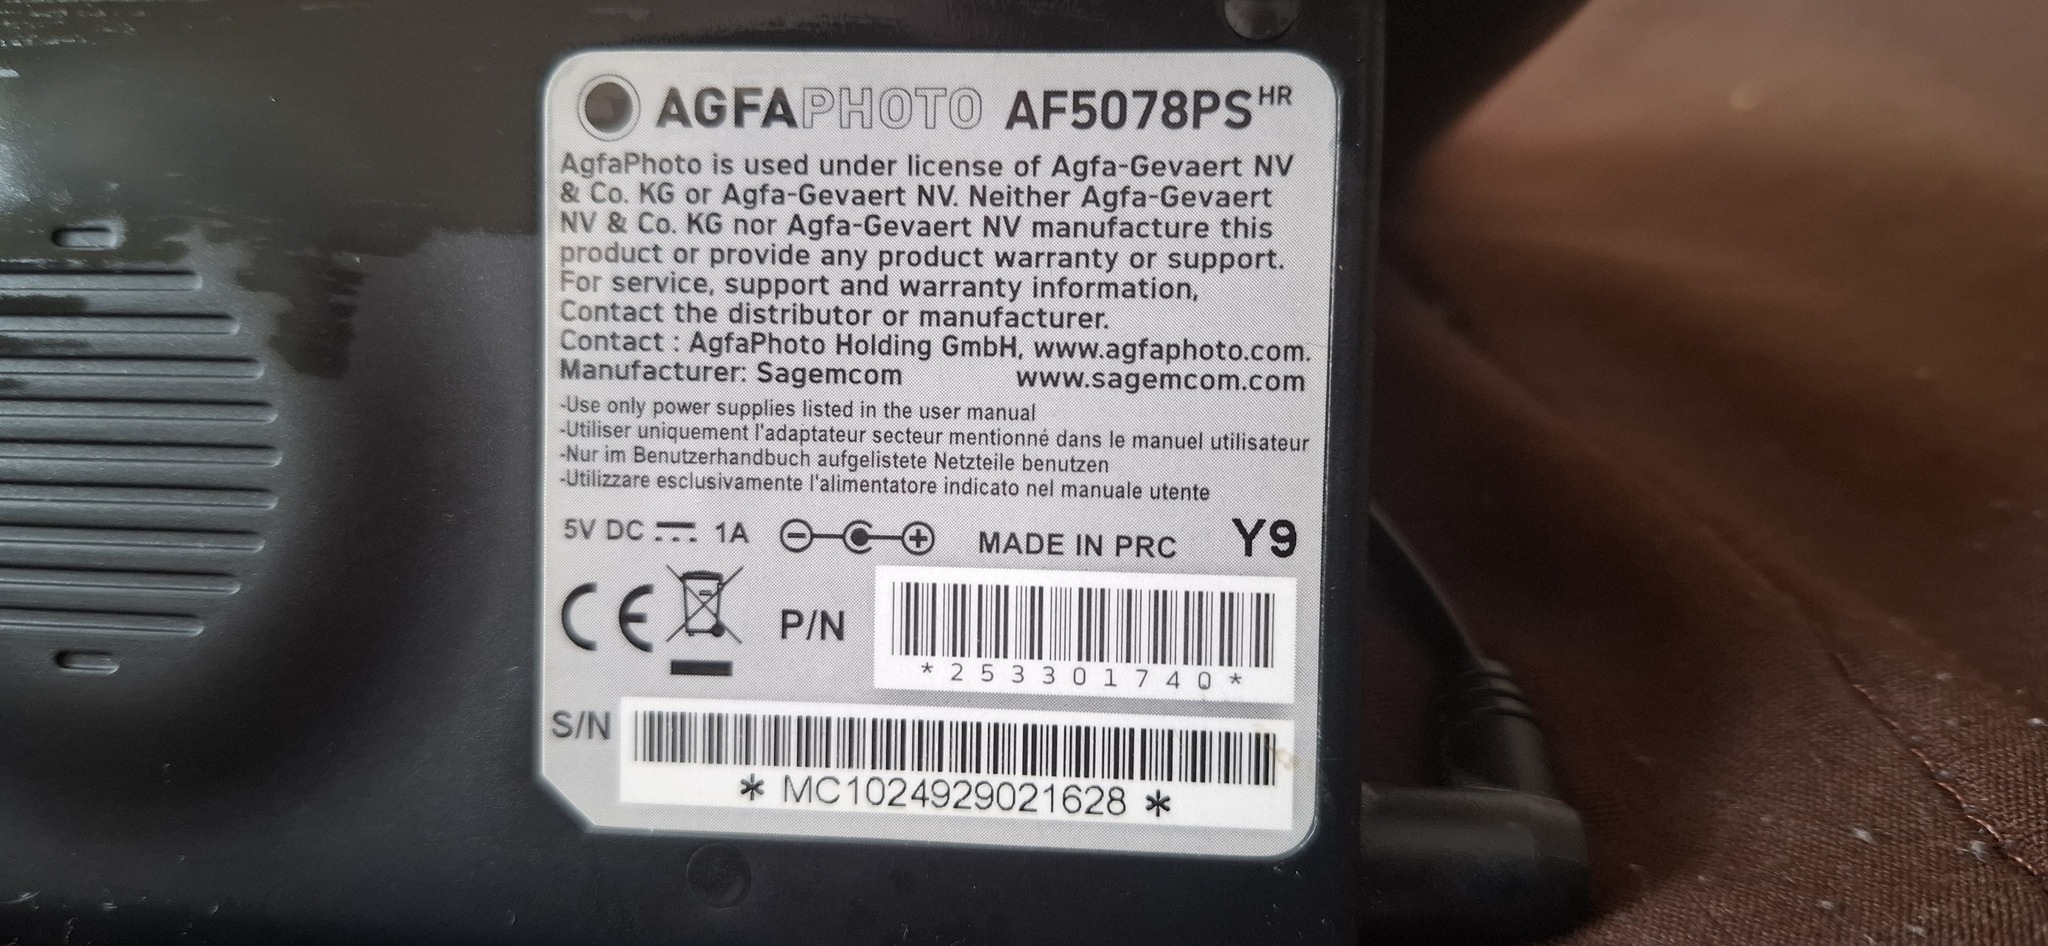 AGFAPHOTO AF5078PS HR
AgfaPhoto is used under license of Agfa-Gevaert NV
& Co. KG or Agfa-Gevaert NV. Neither Agfa-Gevaert
NV & Co. KG nor Agfa-Gevaert NV manufacture this
product or provide any product warranty or support.
For service, support and warranty information,
Contact the distributor or manufacturer.
Contact : AgfaPhoto Holding GmbH, www.agfaphoto.com.
Manufacturer: Sagemcom www.sagemcom.com
-Use only power supplies listed in the user manual
-Utiliser uniquement l'adaptateur secteur mentionné dans le manuel utilisateur
-Nur im Benutzerhandbuch aufgelistete Netzteile benutzen
-Utilizzare esclusivamente l'alimentatore indicato nel manuale utente
5V DC 1A MADE IN PRC Y9
CE P/N
*253301740*
S/N
* MC1024929021628 *